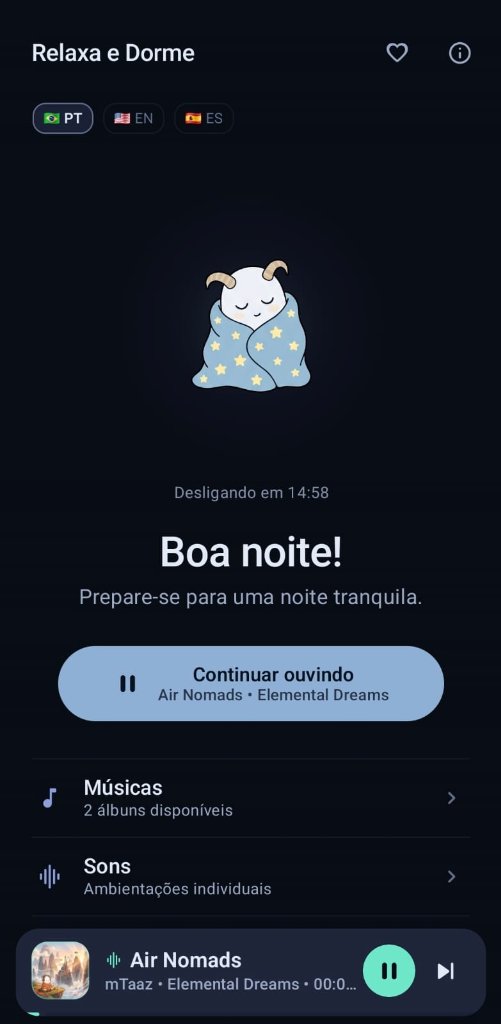 Relaxa e Dorme
🇧🇷 PT
🇺🇸 EN
🇪🇸 ES
Desligando em 14:58
Boa noite!
Prepare-se para uma noite tranquila.
Continuar ouvindo
Air Nomads • Elemental Dreams
Músicas
2 álbuns disponíveis
Sons
Ambientações individuais
Air Nomads
mTaaz • Elemental Dreams • 00:0...